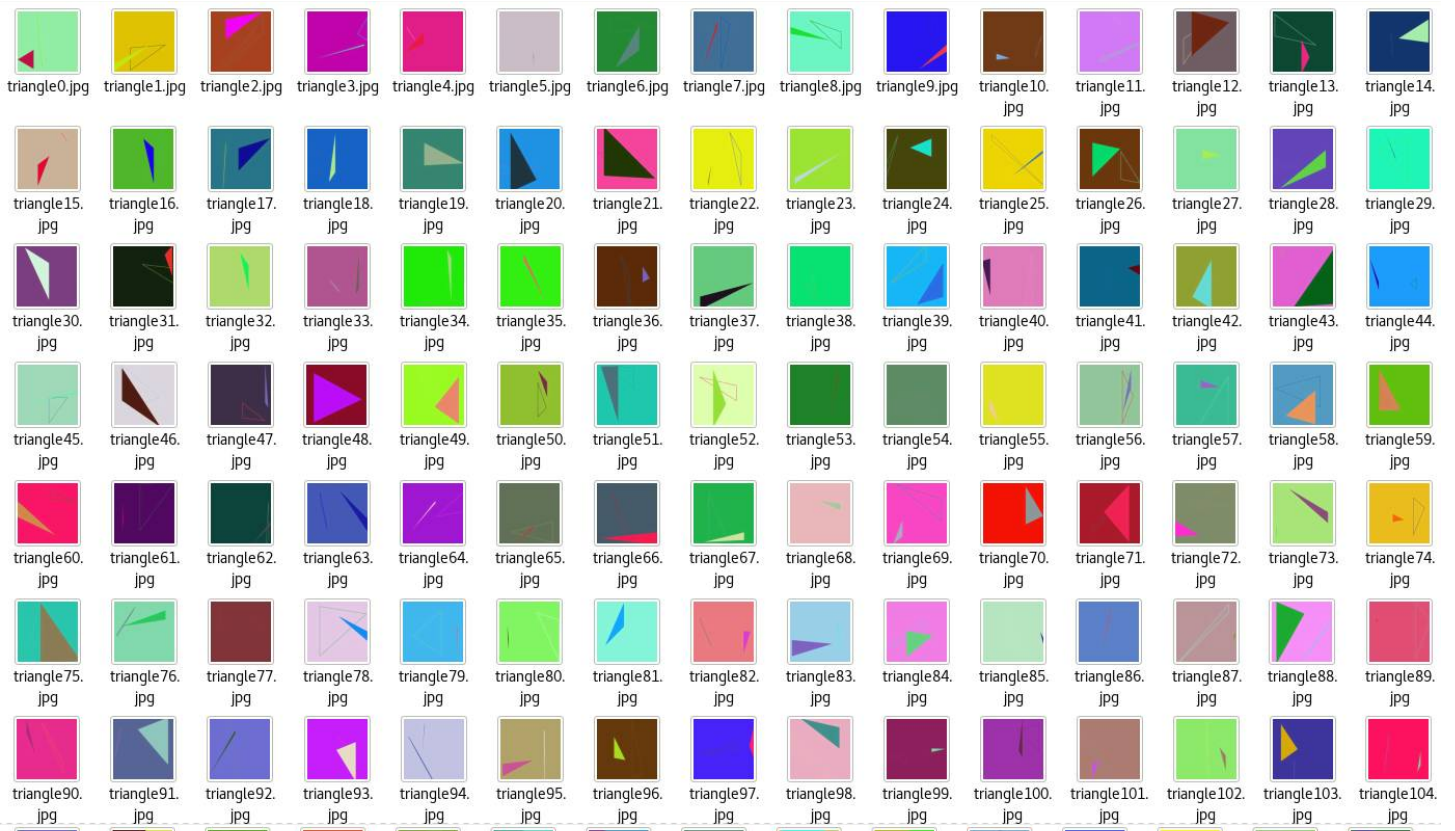 triangle0.jpg triangle1.jpg triangle2.jpg triangle3.jpg triangle4.jpg triangle5.jpg triangle6.jpg triangle7.jpg triangle8.jpg triangle9.jpg triangle10. triangle11. triangle12. triangle13. triangle14.
jpg jpg jpg jpg jpg
triangle15. triangle16. triangle17. triangle18. triangle19. triangle20. triangle21. triangle22. triangle23. triangle24. triangle25. triangle26. triangle27. triangle28. triangle29.
jpg jpg jpg jpg jpg jpg jpg jpg jpg jpg jpg jpg jpg jpg jpg
triangle30. triangle31. triangle32. triangle33. triangle34. triangle35. triangle36. triangle37. triangle38. triangle39. triangle40. triangle41. triangle42. triangle43. triangle44.
jpg jpg jpg jpg jpg jpg jpg jpg jpg jpg jpg jpg jpg jpg jpg
triangle45. triangle46. triangle47. triangle48. triangle49. triangle50. triangle51. triangle52. triangle53. triangle54. triangle55. triangle56. triangle57. triangle58. triangle59.
jpg jpg jpg jpg jpg jpg jpg jpg jpg jpg jpg jpg jpg jpg jpg
triangle60. triangle61. triangle62. triangle63. triangle64. triangle65. triangle66. triangle67. triangle68. triangle69. triangle70. triangle71. triangle72. triangle73. triangle74.
jpg jpg jpg jpg jpg jpg jpg jpg jpg jpg jpg jpg jpg jpg jpg
triangle75. triangle76. triangle77. triangle78. triangle79. triangle80. triangle81. triangle82. triangle83. triangle84. triangle85. triangle86. triangle87. triangle88. triangle89.
jpg jpg jpg jpg jpg jpg jpg jpg jpg jpg jpg jpg jpg jpg jpg
triangle90. triangle91. triangle92. triangle93. triangle94. triangle95. triangle96. triangle97. triangle98. triangle99. triangle100. triangle101. triangle102. triangle103. triangle104.
jpg jpg jpg jpg jpg jpg jpg jpg jpg jpg jpg jpg jpg jpg jpg